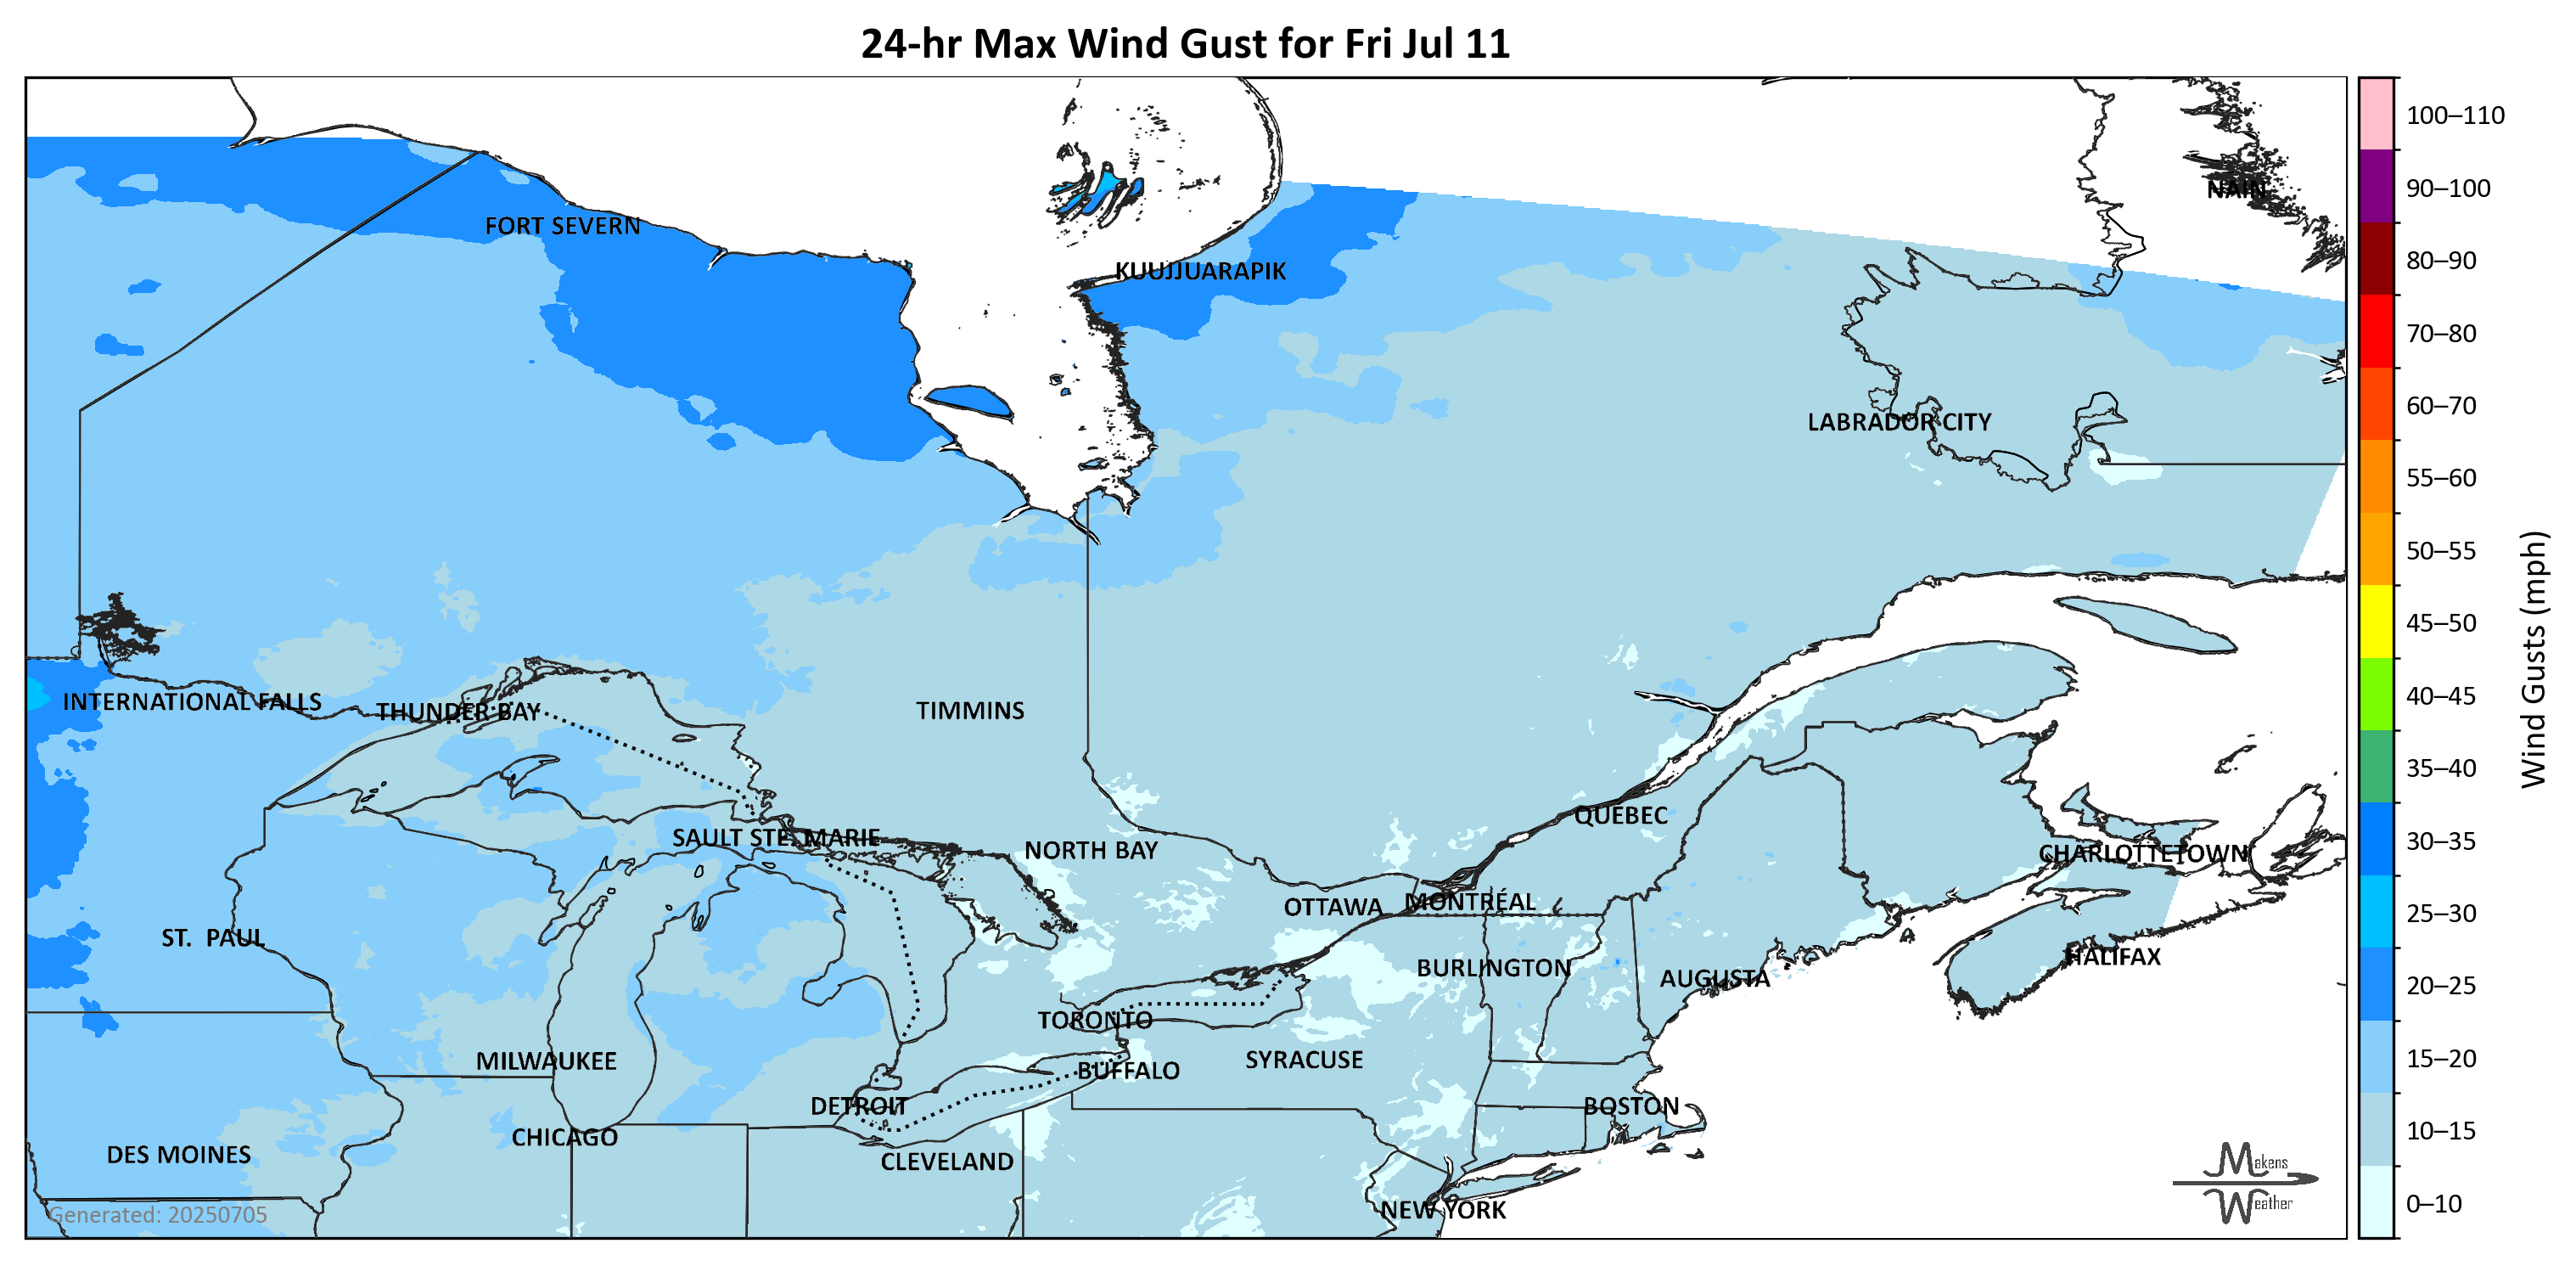 24-hr Max Wind Gust for Fri Jul 11
100–110
90–100
NAIN
FORT SEVERN
80–90
KUUJJUARAPIK
70–80
60–70
LABRADOR CITY
55–60
50–55
Wind Gusts (mph)
45–50
40–45
INTERNATIONAL FALLS
THUNDER BAY
TIMMINS
35–40
QUÉBEC
30–35
SAULT STE. MARIE
NORTH BAY
CHARLOTTETOWN
OTTAWA
MONTRÉAL
25–30
ST. PAUL
HALIFAX
BURLINGTON
AUGUSTA
20–25
TORONTO
MILWAUKEE
SYRACUSE
15–20
BUFFALO
DETROIT
BOSTON
10–15
CHICAGO
DES MOINES
CLEVELAND
Makens
Weather
NEW YORK
0–10
Generated: 20250705